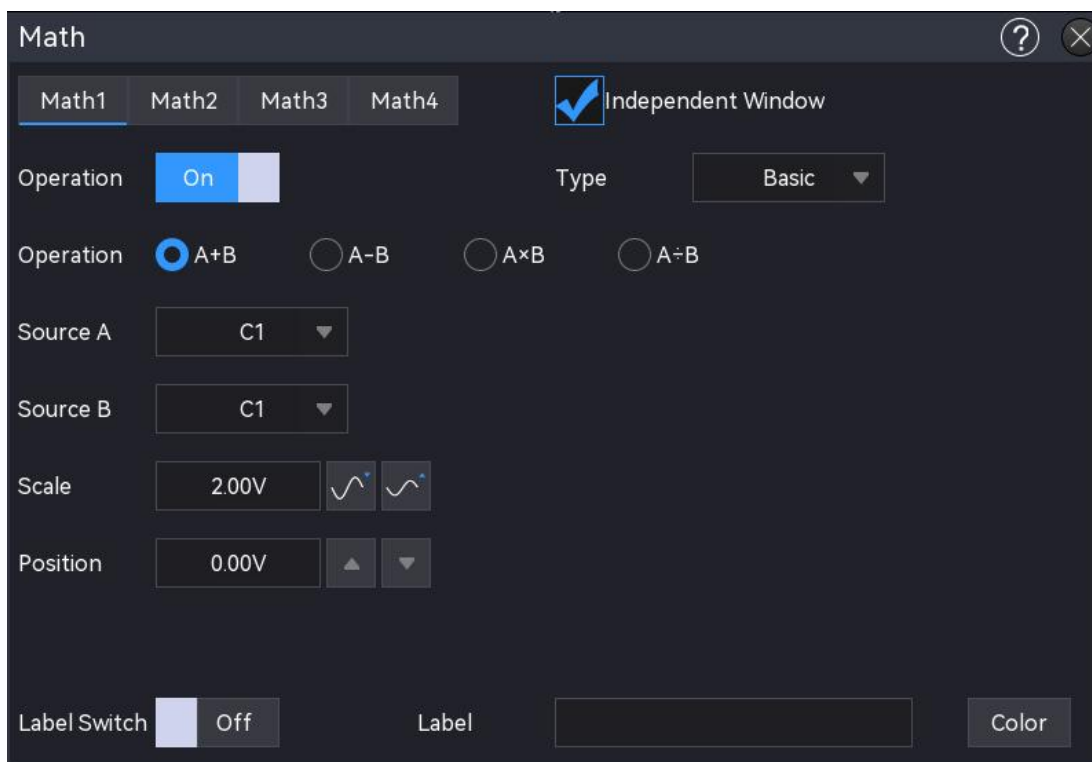 Math
Math1 Math2 Math3 Math4 Independent Window
Operation On Type Basic
Operation A+B A-B A×B A÷B
Source A C1
Source B C1
Scale 2.00V
Position 0.00V
Label Switch Off Label Color